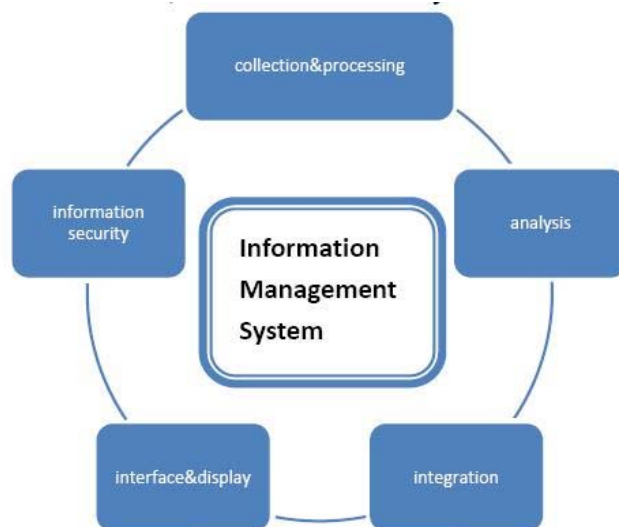 collection&processing
information
security
analysis
Information
Management
System
interface&display
integration